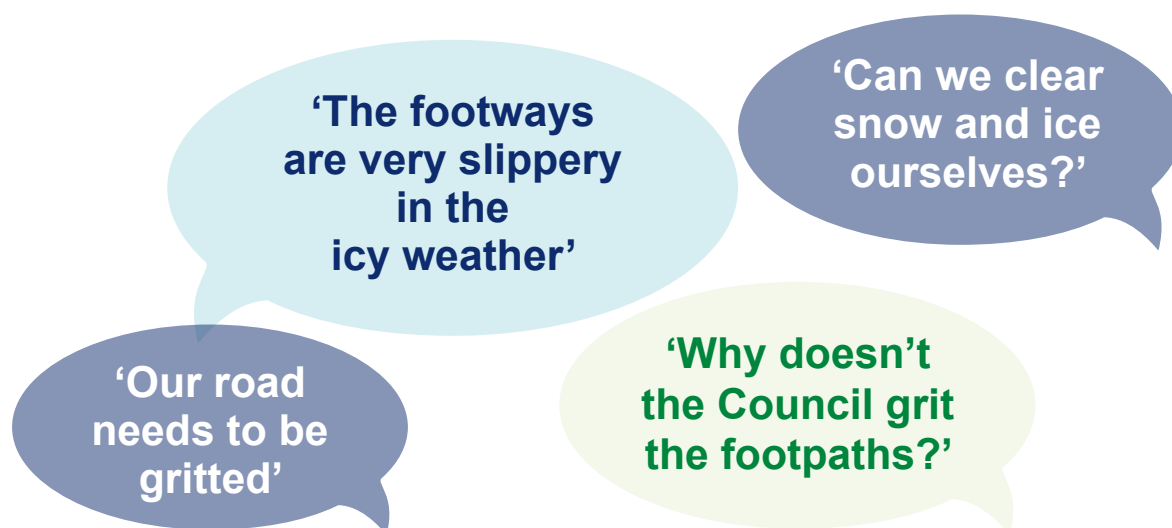 ‘The footways
are very slippery
in the
icy weather’
‘Can we clear
snow and ice
ourselves?’
‘Our road
needs to be
gritted’
‘Why doesn’t
the Council grit
the footpaths?’